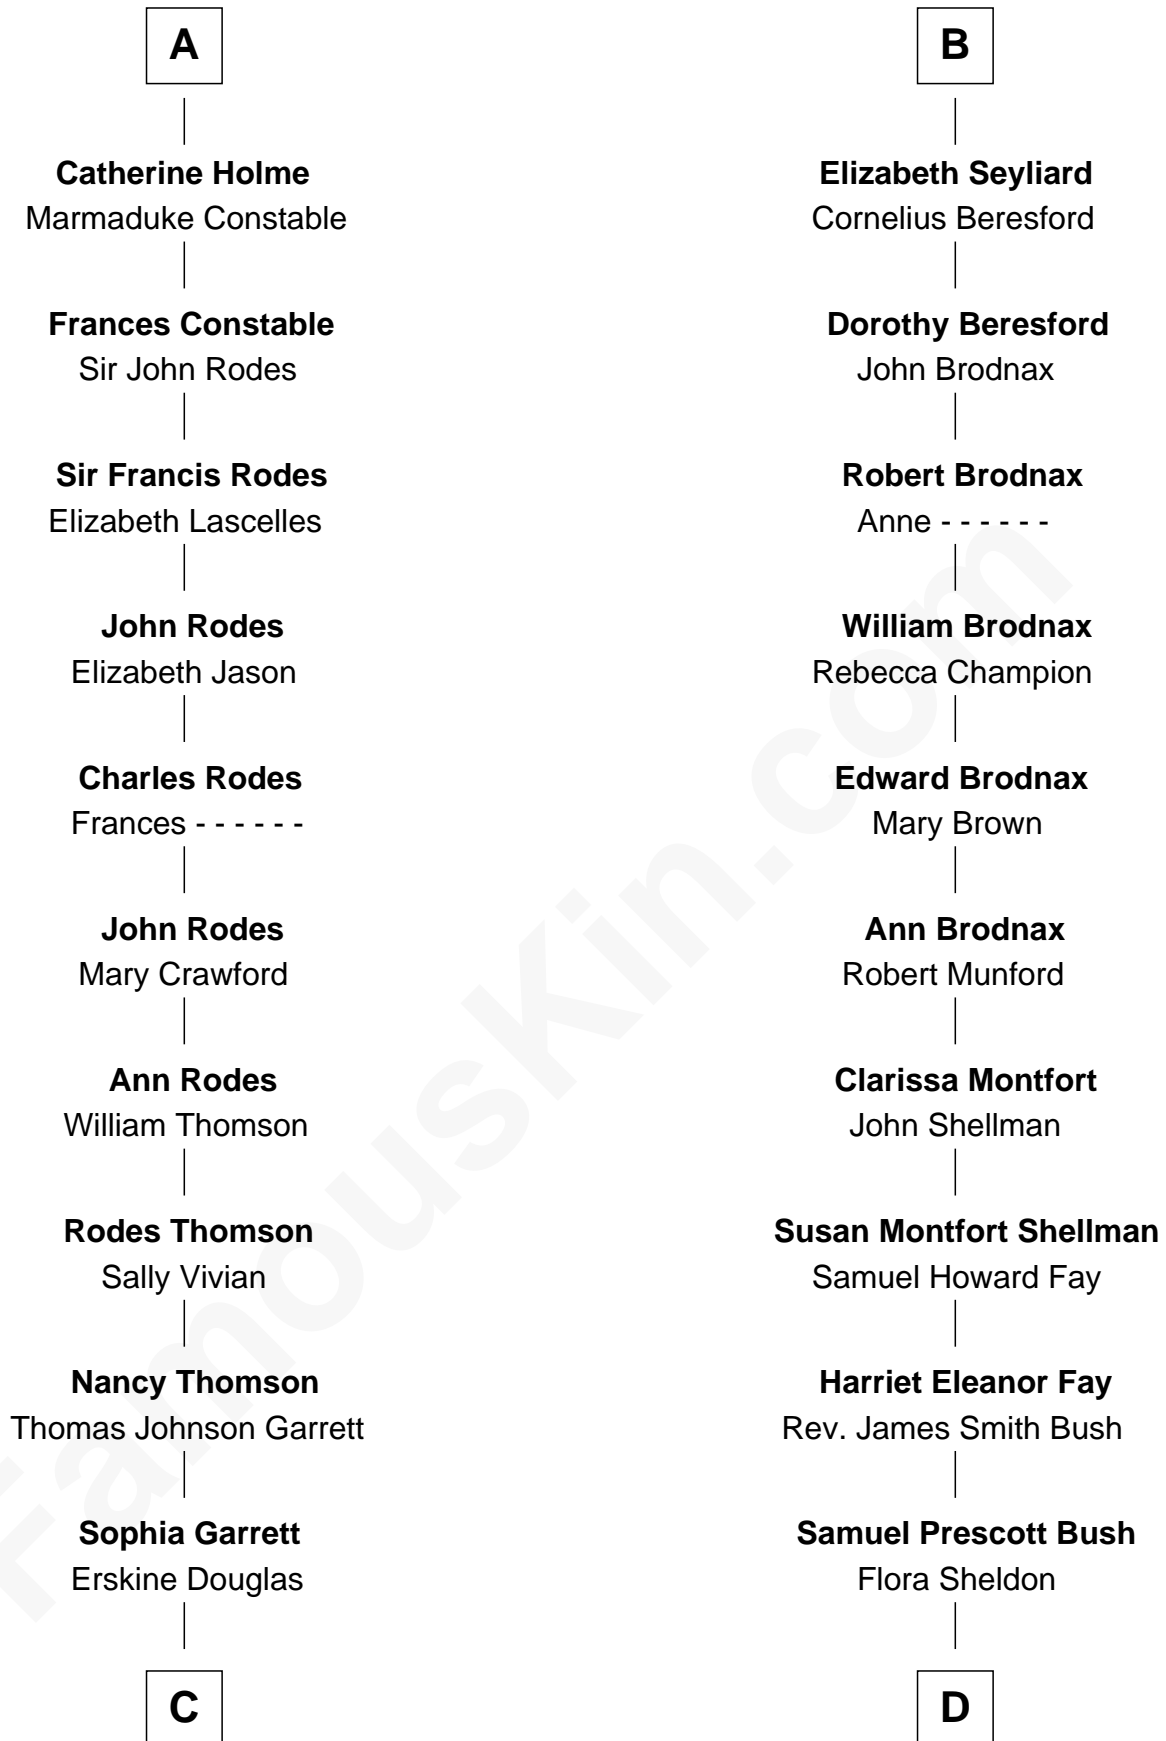 A
Catherine Holme
Marmaduke Constable
Frances Constable
Sir John Rodes
Sir Francis Rodes
Elizabeth Lascelles
John Rodes
Elizabeth Jason
Charles Rodes
Frances - - - - - -
John Rodes
Mary Crawford
Ann Rodes
William Thomson
Rodes Thomson
Sally Vivian
Nancy Thomson
Thomas Johnson Garrett
Sophia Garrett
Erskine Douglas
C
B
Elizabeth Seyliard
Cornelius Beresford
Dorothy Beresford
John Brodnax
Robert Brodnax
Anne - - - - - -
William Brodnax
Rebecca Champion
Edward Brodnax
Mary Brown
Ann Brodnax
Robert Munford
Clarissa Montfort
John Shellman
Susan Montfort Shellman
Samuel Howard Fay
Harriet Eleanor Fay
Rev. James Smith Bush
Samuel Prescott Bush
Flora Sheldon
D
FamousKin.com